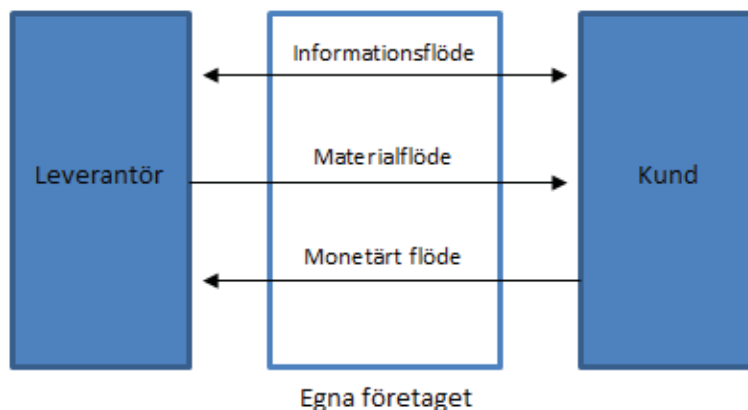 Informationsflöde
Materialflöde
Leverantör
Kund
Monetärt flöde
Egna företaget